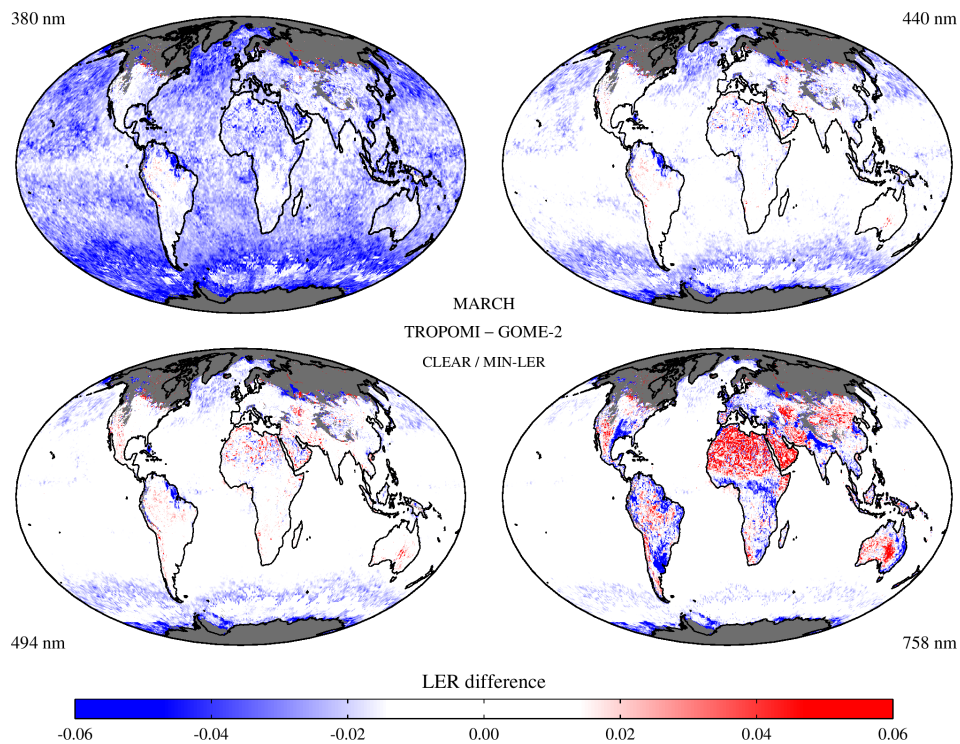 380 nm
440 nm
MARCH
TROPOMI – GOME-2
CLEAR / MIN-LER
494 nm
758 nm
LER difference
-0.06 -0.04 -0.02 0.00 0.02 0.04 0.06